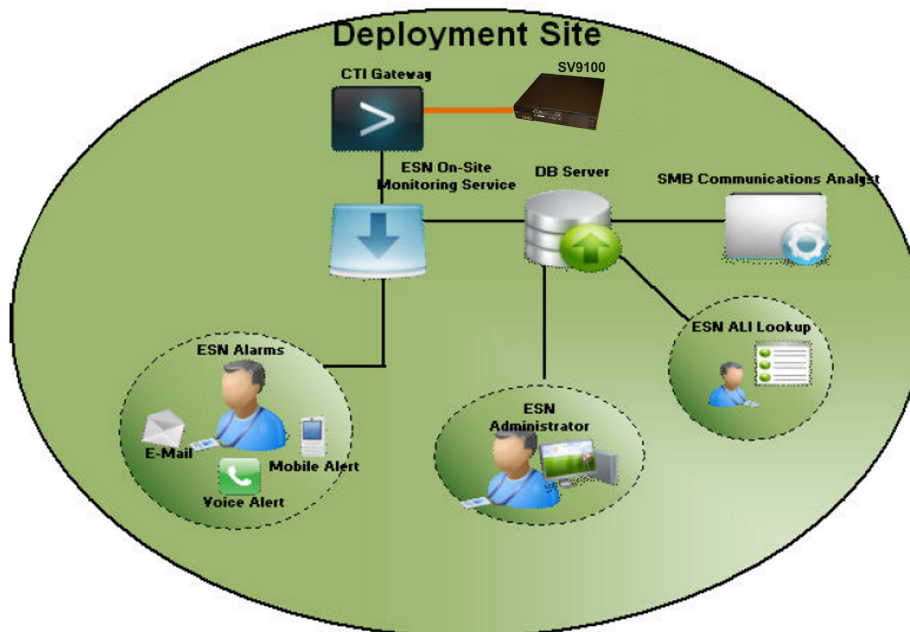 Deployment Site
CTI Gateway
SV9100
ESN On-Site
Monitoring Service
DB Server
SMB Communications Analyst
ESN ALI Lookup
ESN Alarms
E-Mail
Mobile Alert
Voice Alert
ESN
Administrator